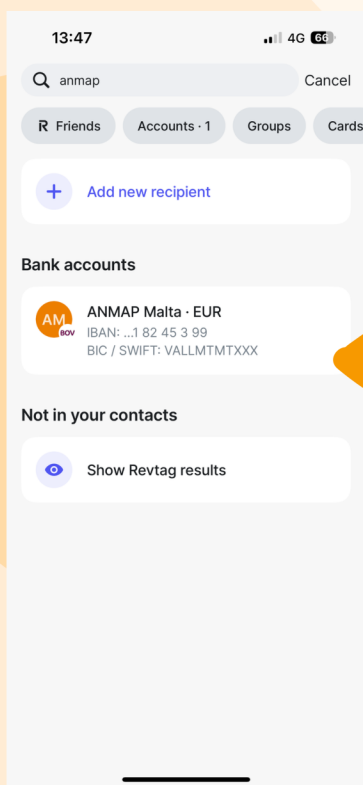 13:47
4G 66
anmap
Cancel
R Friends
Accounts · 1
Groups
Cards
Add new recipient
Bank accounts
AM
BOV
ANMAP Malta · EUR
IBAN: ...1 82 45 3 99
BIC / SWIFT: VALLMTMTXXX
Not in your contacts
Show Revtag results